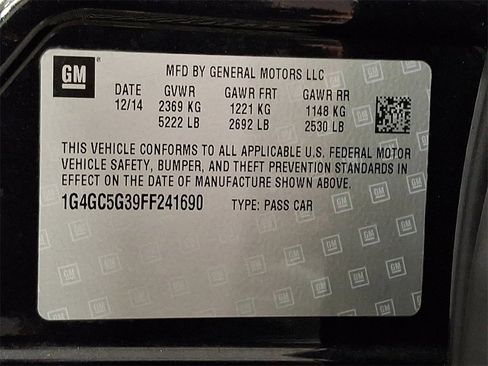 GM
MFD BY GENERAL MOTORS LLC
DATE GVWR GAWR FRT GAWR RR
12/14 2369 KG 1221 KG 1148 KG
5222 LB 2692 LB 2530 LB
THIS VEHICLE CONFORMS TO ALL APPLICABLE U.S. FEDERAL MOTOR
VEHICLE SAFETY, BUMPER, AND THEFT PREVENTION STANDARDS IN
EFFECT ON THE DATE OF MANUFACTURE SHOWN ABOVE.
1G4GC5G39FF241690 TYPE: PASS CAR